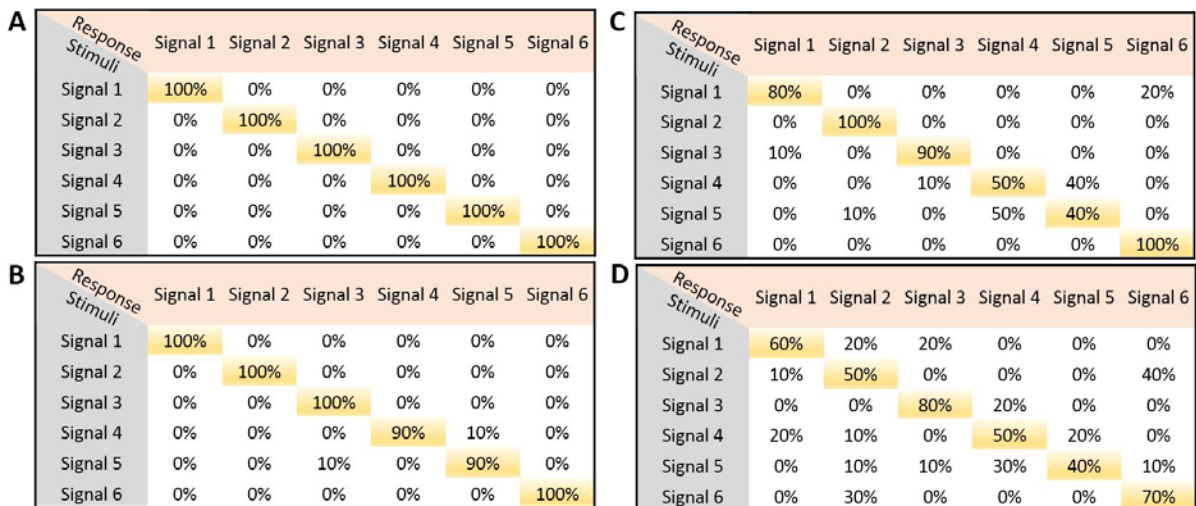 A
Response
Stimuli
Signal 1 Signal 2 Signal 3 Signal 4 Signal 5 Signal 6
Signal 1 100% 0% 0% 0% 0% 0%
Signal 2 0% 100% 0% 0% 0% 0%
Signal 3 0% 0% 100% 0% 0% 0%
Signal 4 0% 0% 0% 100% 0% 0%
Signal 5 0% 0% 0% 0% 100% 0%
Signal 6 0% 0% 0% 0% 0% 100%
B
Response
Stimuli
Signal 1 Signal 2 Signal 3 Signal 4 Signal 5 Signal 6
Signal 1 100% 0% 0% 0% 0% 0%
Signal 2 0% 100% 0% 0% 0% 0%
Signal 3 0% 0% 100% 0% 0% 0%
Signal 4 0% 0% 0% 90% 10% 0%
Signal 5 0% 0% 10% 0% 90% 0%
Signal 6 0% 0% 0% 0% 0% 100%
C
Response
Stimuli
Signal 1 Signal 2 Signal 3 Signal 4 Signal 5 Signal 6
Signal 1 80% 0% 0% 0% 0% 20%
Signal 2 0% 100% 0% 0% 0% 0%
Signal 3 10% 0% 90% 0% 0% 0%
Signal 4 0% 0% 10% 50% 40% 0%
Signal 5 0% 10% 0% 50% 40% 0%
Signal 6 0% 0% 0% 0% 0% 100%
D
Response
Stimuli
Signal 1 Signal 2 Signal 3 Signal 4 Signal 5 Signal 6
Signal 1 60% 20% 20% 0% 0% 0%
Signal 2 10% 50% 0% 0% 0% 40%
Signal 3 0% 0% 80% 20% 0% 0%
Signal 4 20% 10% 0% 50% 20% 0%
Signal 5 0% 10% 10% 30% 40% 10%
Signal 6 0% 30% 0% 0% 0% 70%